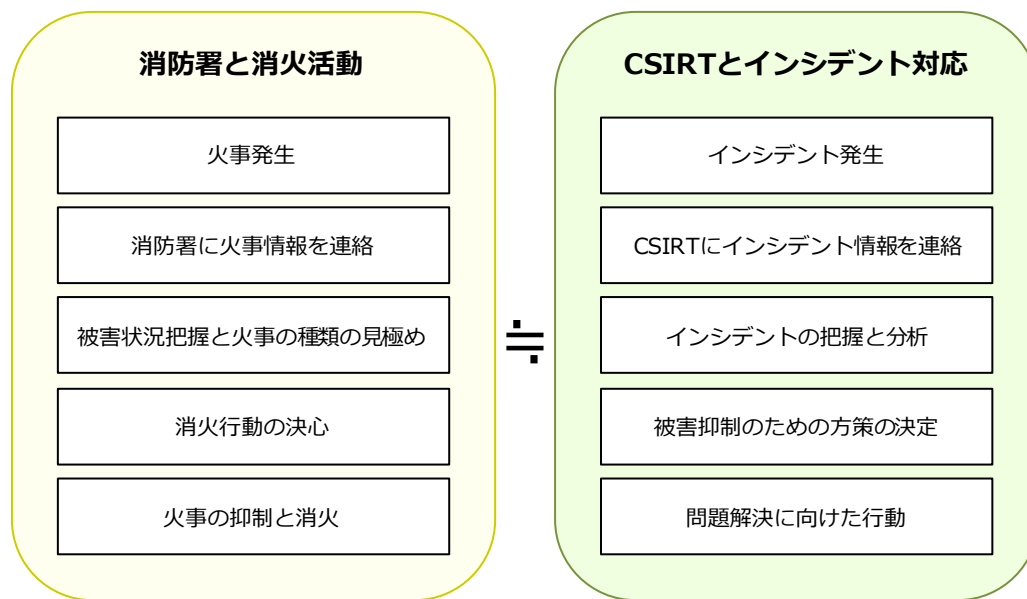 消防署と消火活動
火事発生
消防署に火事情報を連絡
被害状況把握と火事の種類の見極め
消火行動の決心
火事の抑制と消火
≒
CSIRTとインシデント対応
インシデント発生
CSIRTにインシデント情報を連絡
インシデントの把握と分析
被害抑制のための方策の決定
問題解決に向けた行動